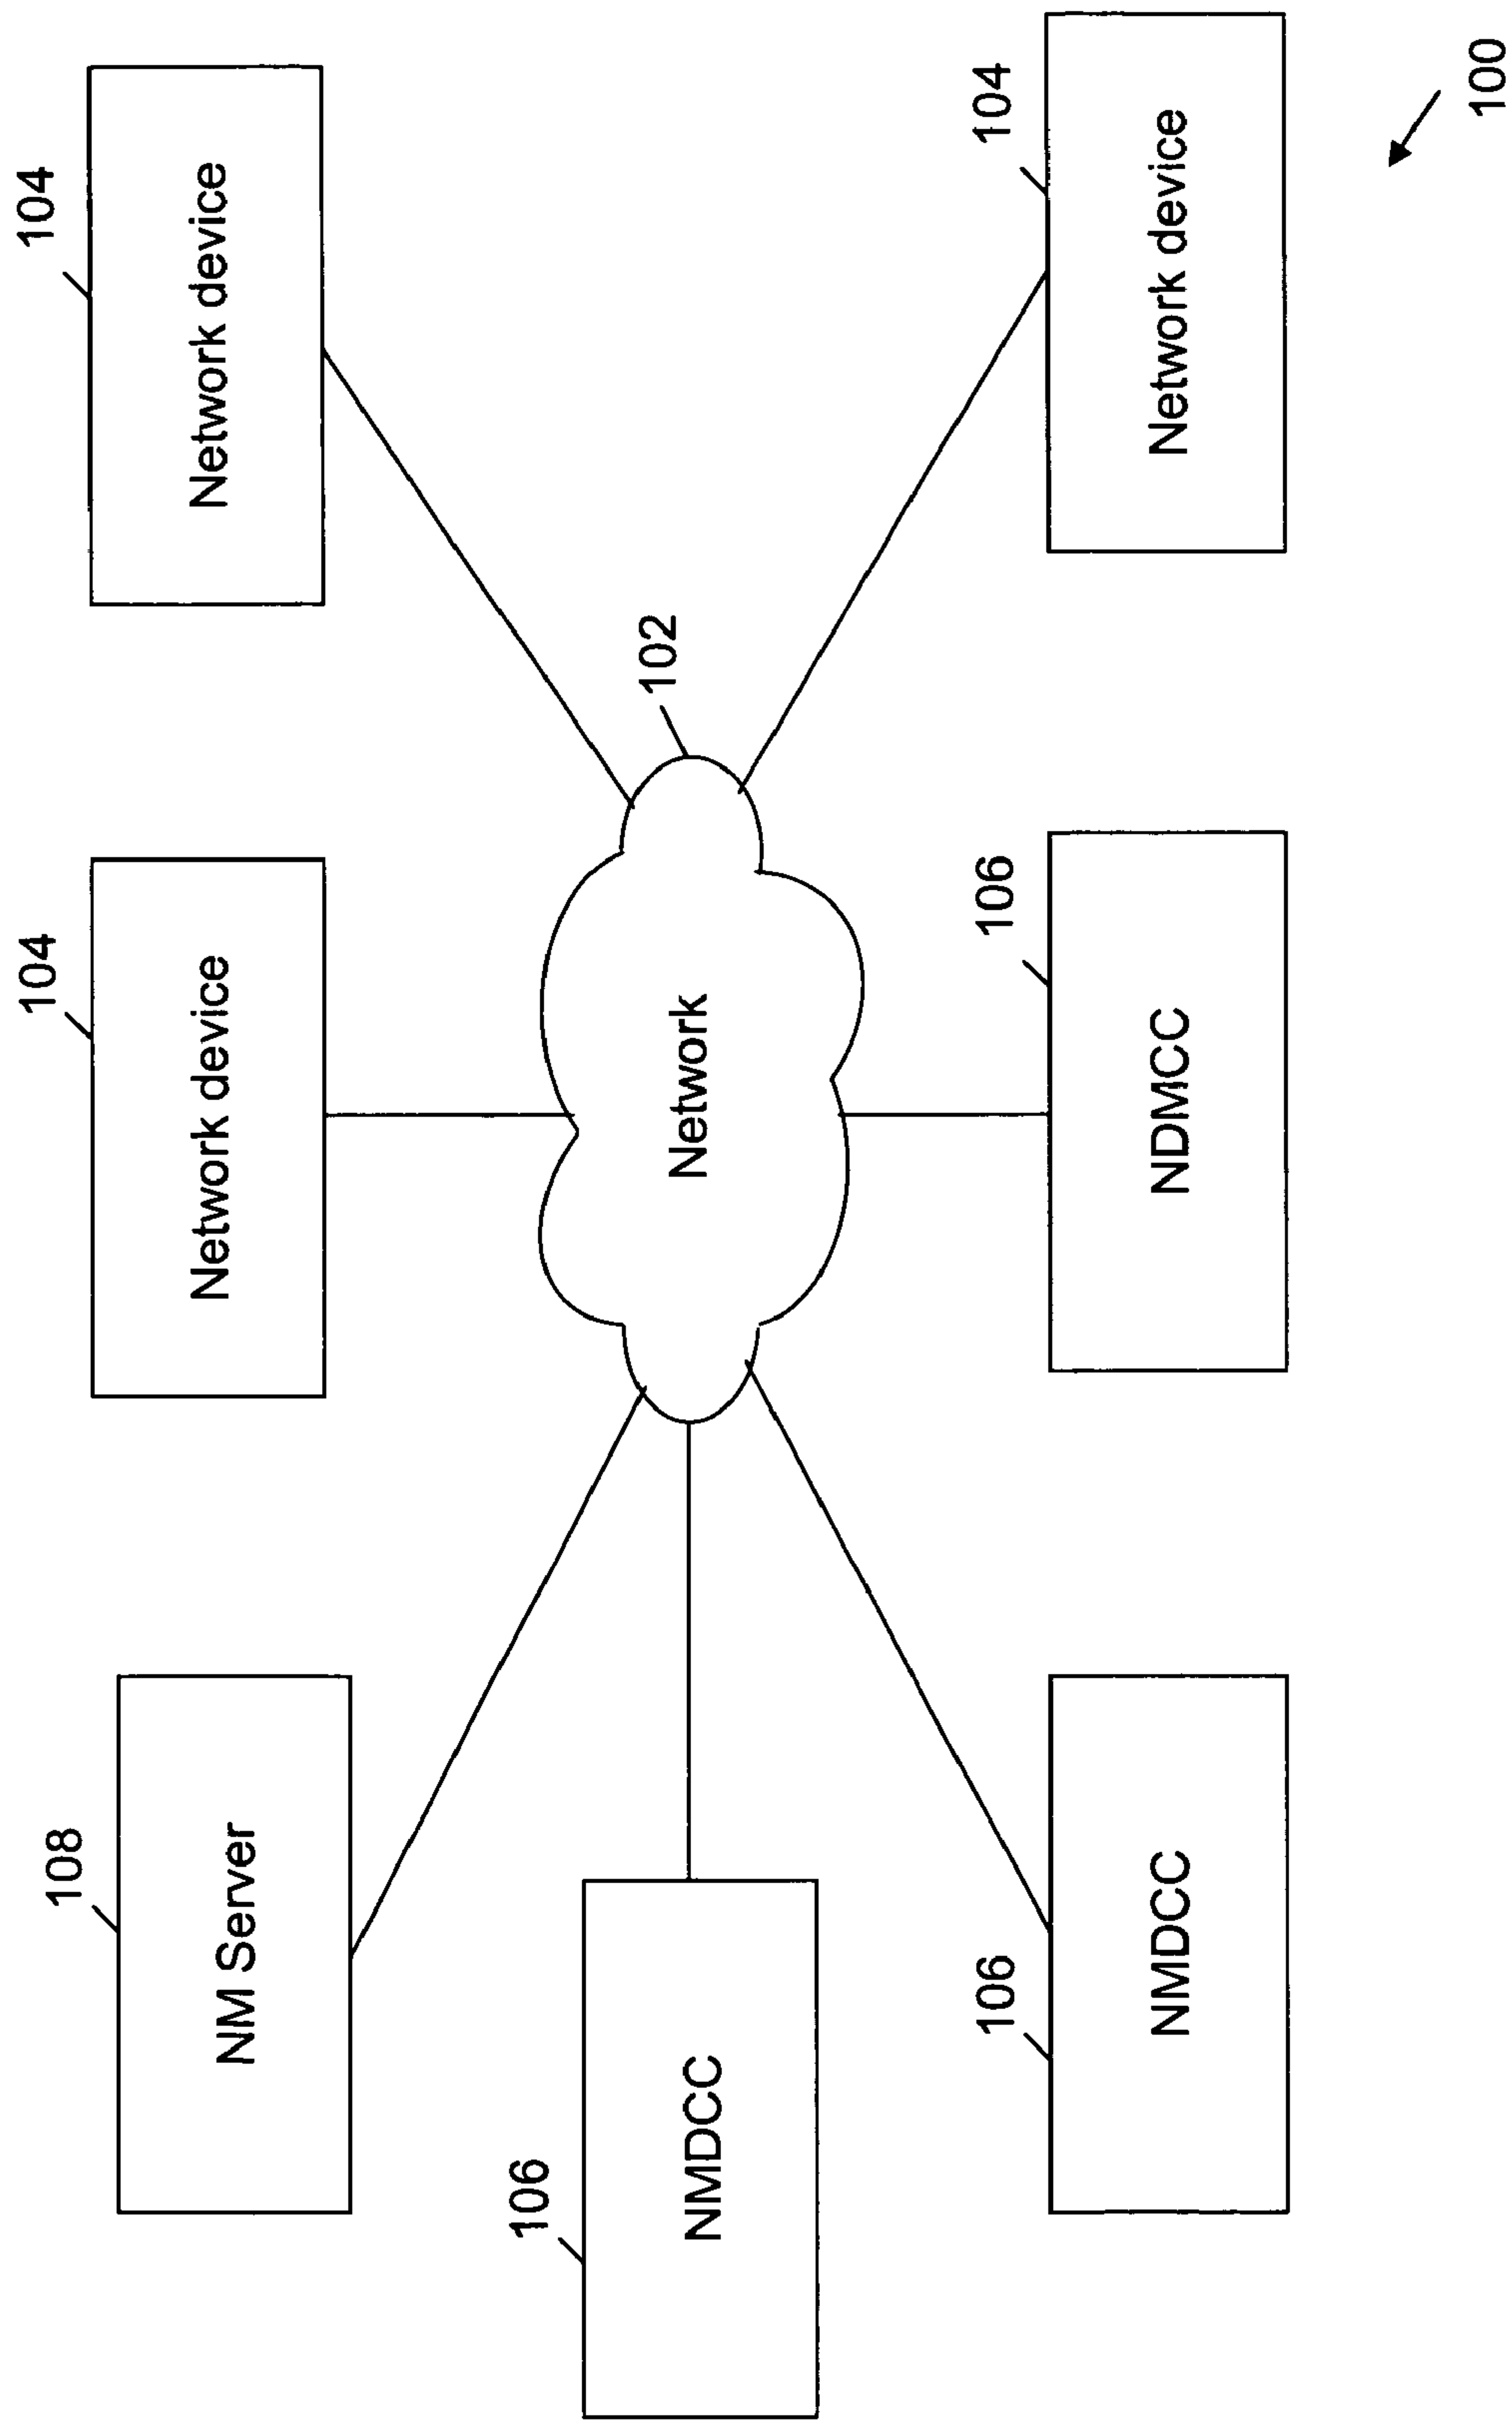 108
104
104
NM Server
Network device
Network device
106
102
NMDCC
Network
106
106
104
NMDCC
NDMCC
Network device
100